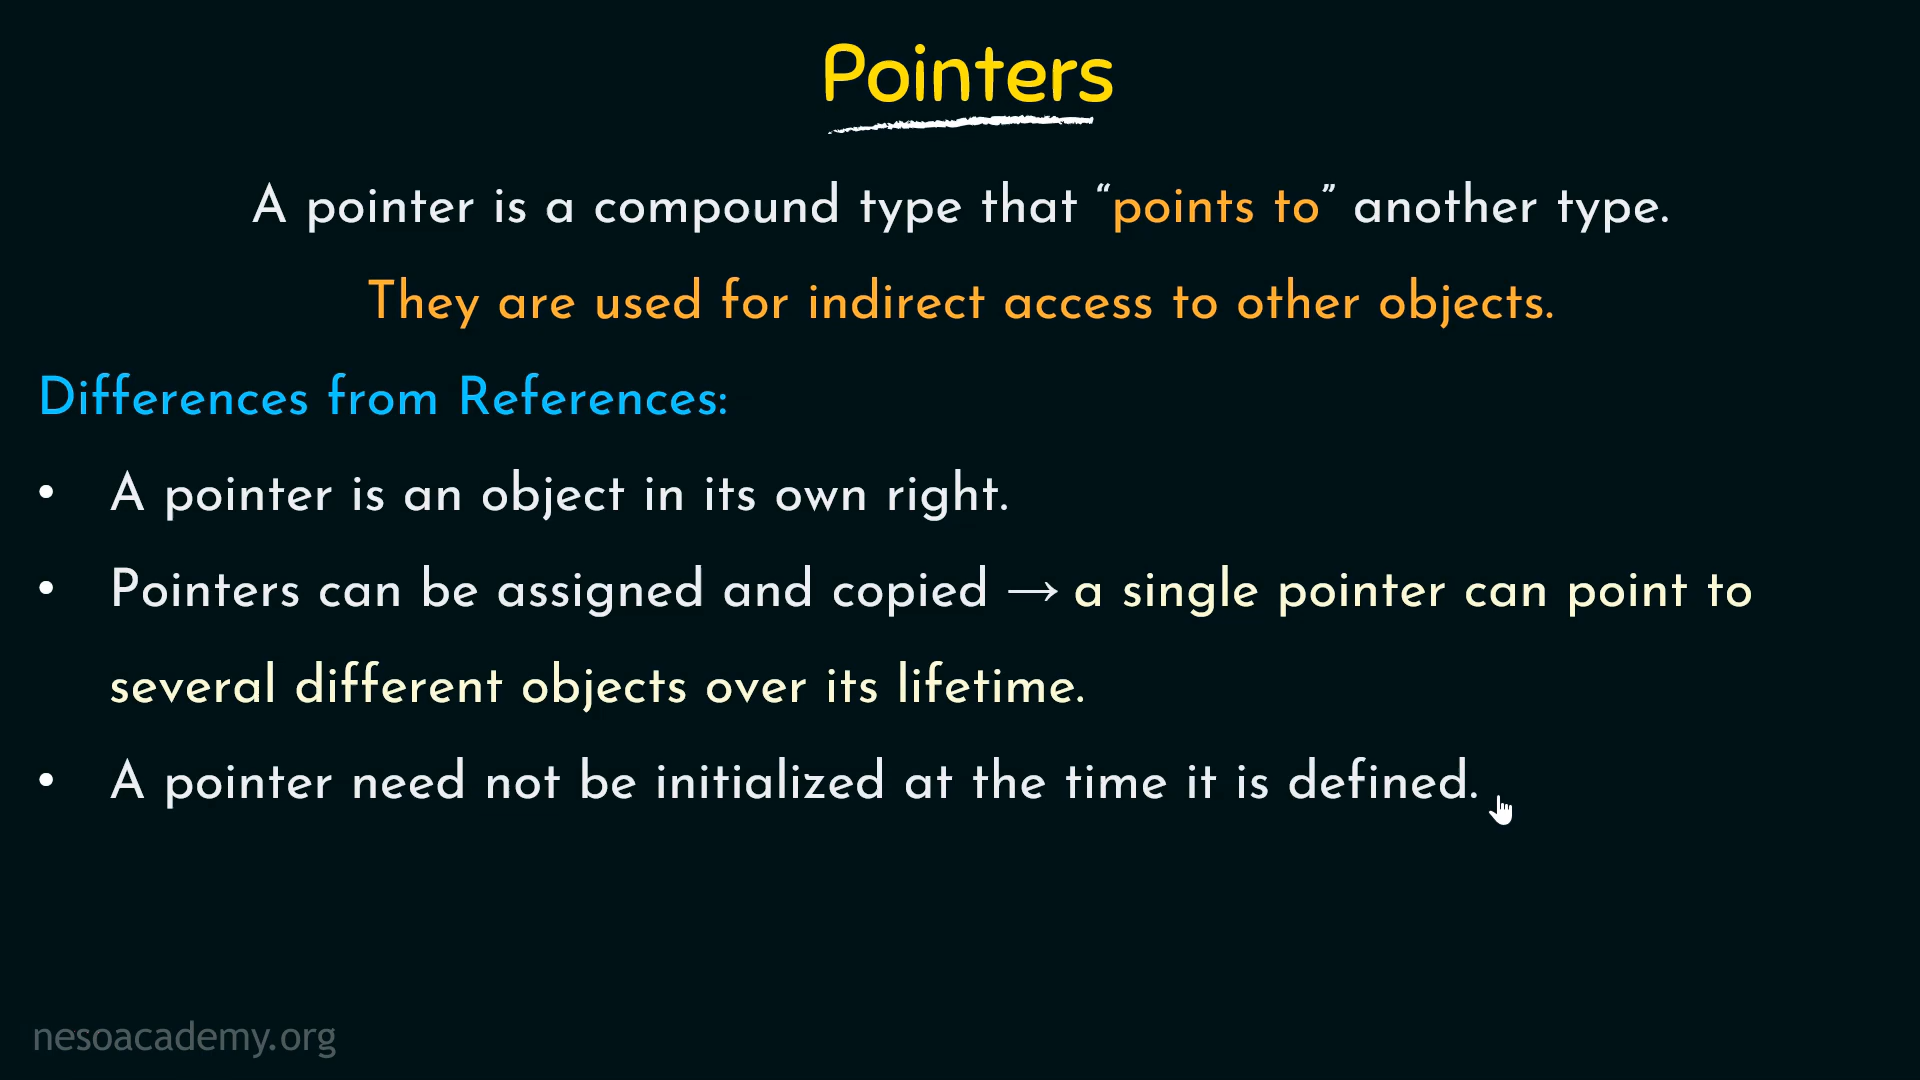 Pointers
A pointer is a compound type that “points to” another type.
They are used for indirect access to other objects.
Differences from References:
• A pointer is an object in its own right.
• Pointers can be assigned and copied → a single pointer can point to
several different objects over its lifetime.
• A pointer need not be initialized at the time it is defined.
nesoacademy.org